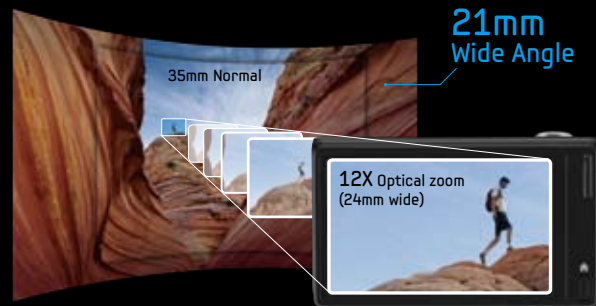 21mm
Wide Angle
35mm Normal
12X Optical zoom
(24mm wide)